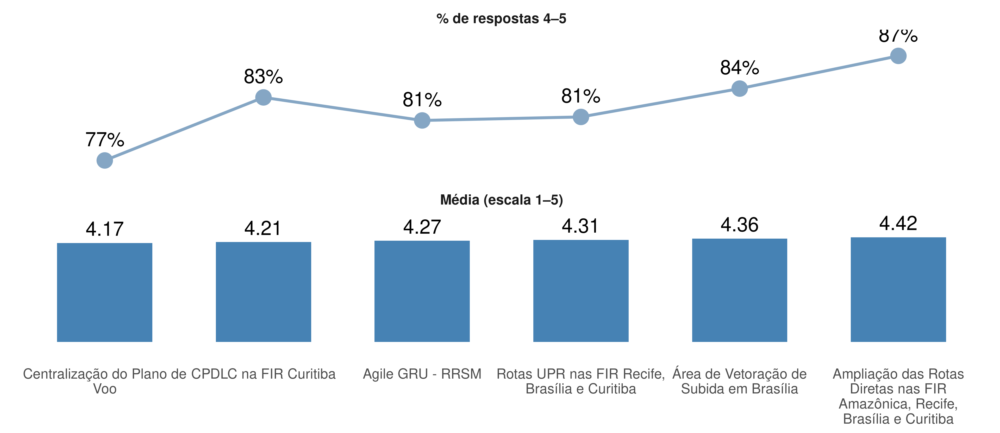 % de respostas 4–5
87%
84%
83%
81%
81%
77%
Média (escala 1–5)
4.17 4.21 4.27 4.31 4.36 4.42
Centralização do Plano de
Voo
CPDLC na FIR Curitiba
Agile GRU - RRSM
Rotas UPR nas FIR Recife,
Brasília e Curitiba
Área de Vetoração de
Subida em Brasília
Ampliação das Rotas
Diretas nas FIR
Amazônica, Recife,
Brasília e Curitiba